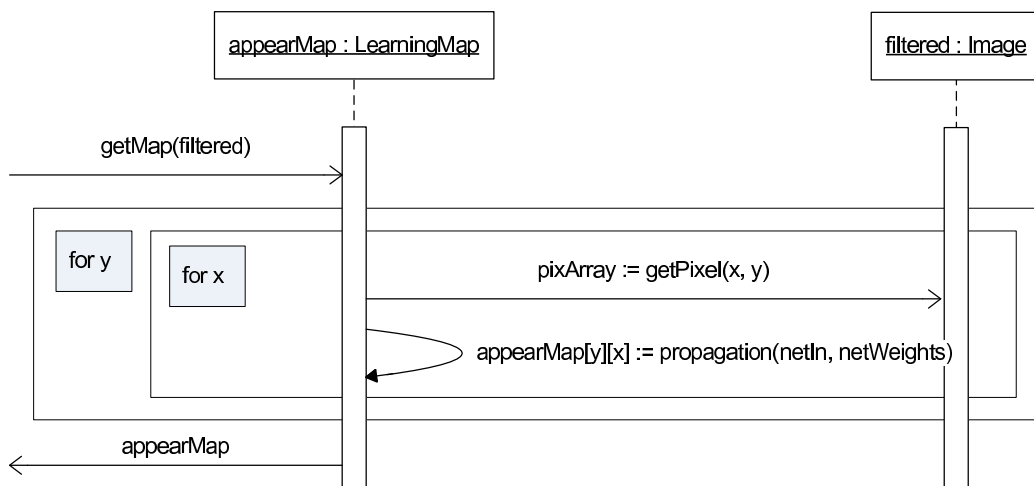 appearMap : LearningMap
filtered : Image
getMap(filtered)
for y
for x
pixArray := getPixel(x, y)
appearMap[y][x] := propagation(netIn, netWeights)
appearMap